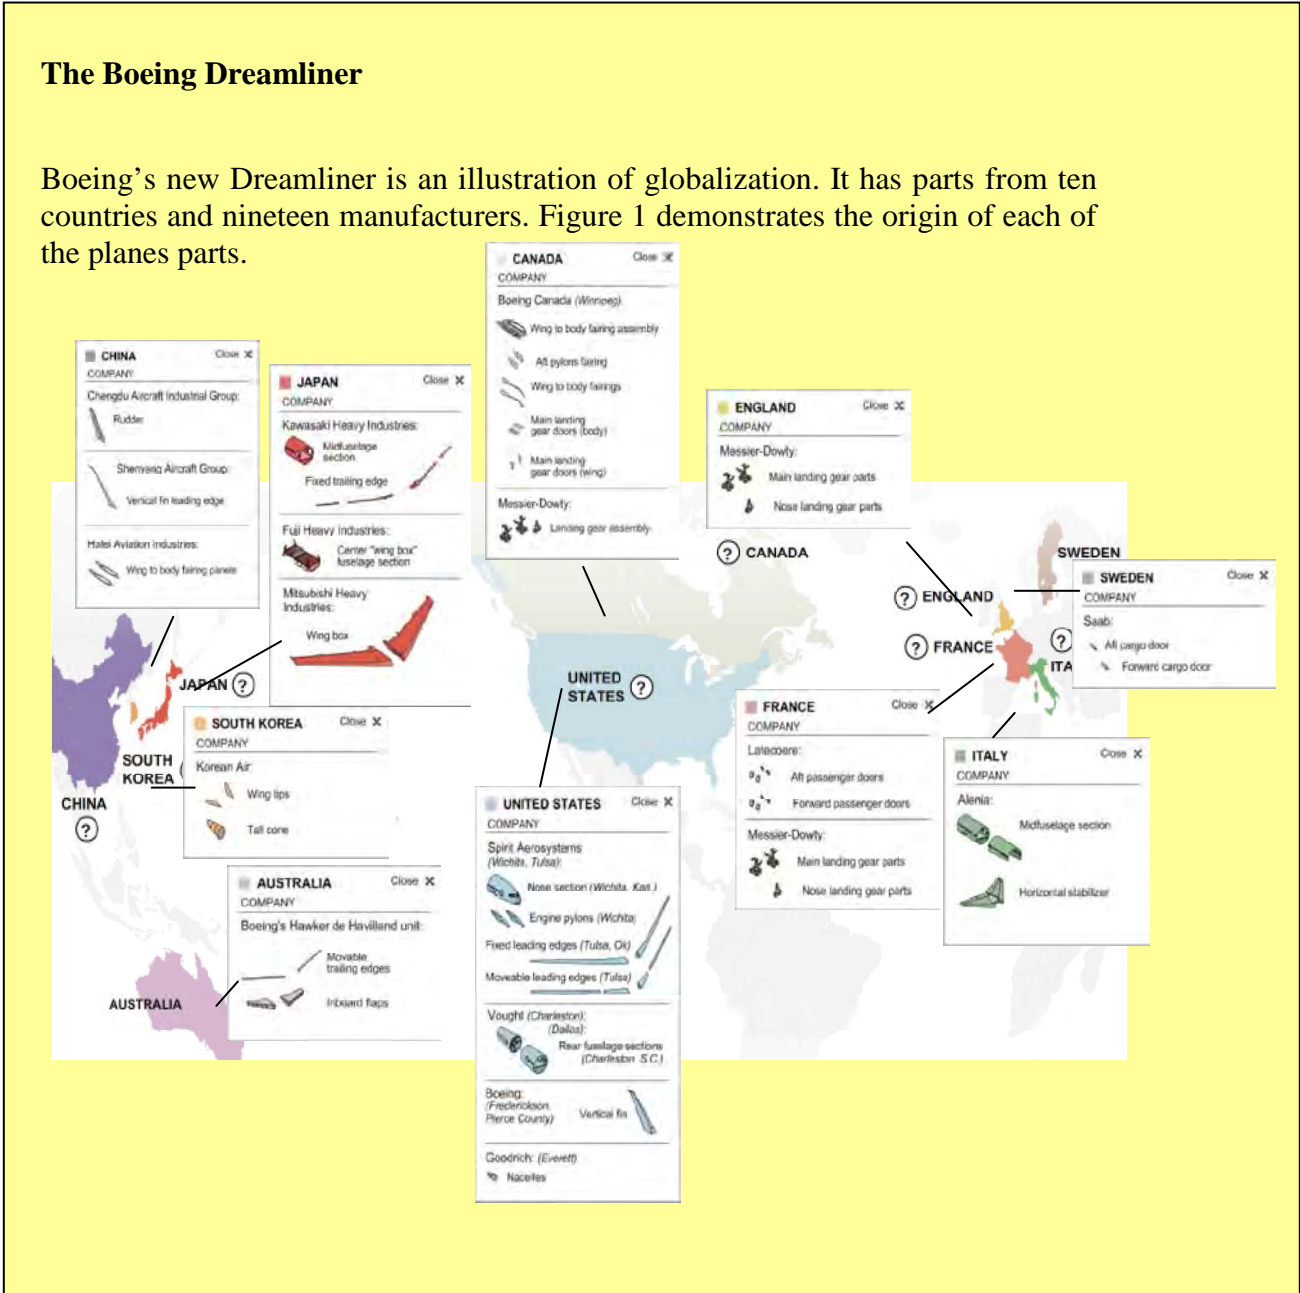 The Boeing Dreamliner
Boeing’s new Dreamliner is an illustration of globalization. It has parts from ten
countries and nineteen manufacturers. Figure 1 demonstrates the origin of each of
the planes parts.
CANADA Close X
COMPANY
Boeing Canada (Winnipeg)
Wing to body fairing assembly
Aft pylons fairing
Wing to body fairings
Main landing
gear doors (body)
Main landing
gear doors (wing)
Messier-Dowty:
Landing gear assembly
CHINA Close X
COMPANY
Chengdu Aircraft Industrial Group:
Rudder
Shenyang Aircraft Group:
Vertical fin leading edge
Hafei Aviation Industries:
Wing to body fairing panels
JAPAN Close X
COMPANY
Kawasaki Heavy Industries:
Midfuselage
section
Fixed trailing edge
Fuji Heavy Industries:
Center "wing box"
fuselage section
Mitsubishi Heavy
Industries:
Wing box
ENGLAND Close X
COMPANY
Messier-Dowty:
Main landing gear parts
Nose landing gear parts
? CANADA
SWEDEN
SWEDEN Close X
COMPANY
Saab:
Aft cargo door
Forward cargo door
? ENGLAND
? FRANCE
?
ITA
JAPAN ?
UNITED
STATES ?
SOUTH KOREA Close X
COMPANY
Korean Air
Wing tips
Tail cone
SOUTH
KOREA
CHINA
?
FRANCE Close X
COMPANY
Latecoere:
Aft passenger doors
Forward passenger doors
Messier-Dowty:
Main landing gear parts
Nose landing gear parts
ITALY Close X
COMPANY
Alenia:
Midfuselage section
Horizontal stabilizer
UNITED STATES Close X
COMPANY
Spirit Aerosystems
(Wichita, Tulsa):
Nose section (Wichita, Kan.)
Engine pylons (Wichita)
Fixed leading edges (Tulsa, Ok)
Moveable leading edges (Tulsa)
Vought (Charleston);
(Dallas):
Rear fuselage sections
(Charleston S.C.)
Boeing:
(Frederickson,
Pierce County)
Vertical fin
Goodrich: (Everett)
Nacelles
AUSTRALIA Close X
COMPANY
Boeing's Hawker de Havilland unit:
Movable
trailing edges
Inboard flaps
AUSTRALIA